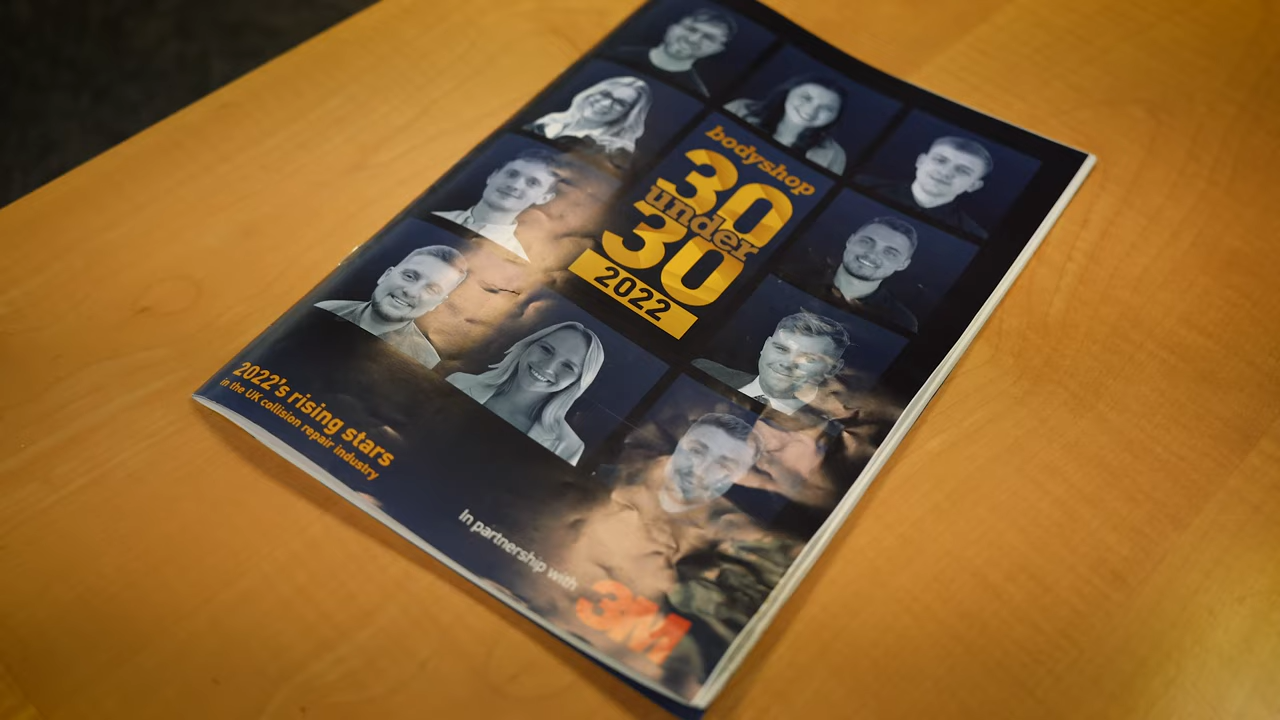 bodyshop
30
under
30
2022
2022's rising stars
in the UK collision repair industry
In partnership with
3M